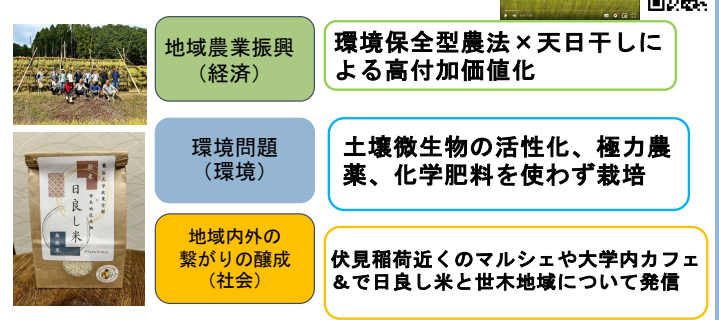 地域農業振興
（経済）
環境保全型農法×天日干しに
よる高付加価値化
環境問題
（環境）
土壌微生物の活性化、極力農
薬、化学肥料を使わず栽培
地域内外の
繋がりの醸成
（社会）
伏見稲荷近くのマルシェや大学内カフェ
＆で日良し米と世木地域について発信
日良し米